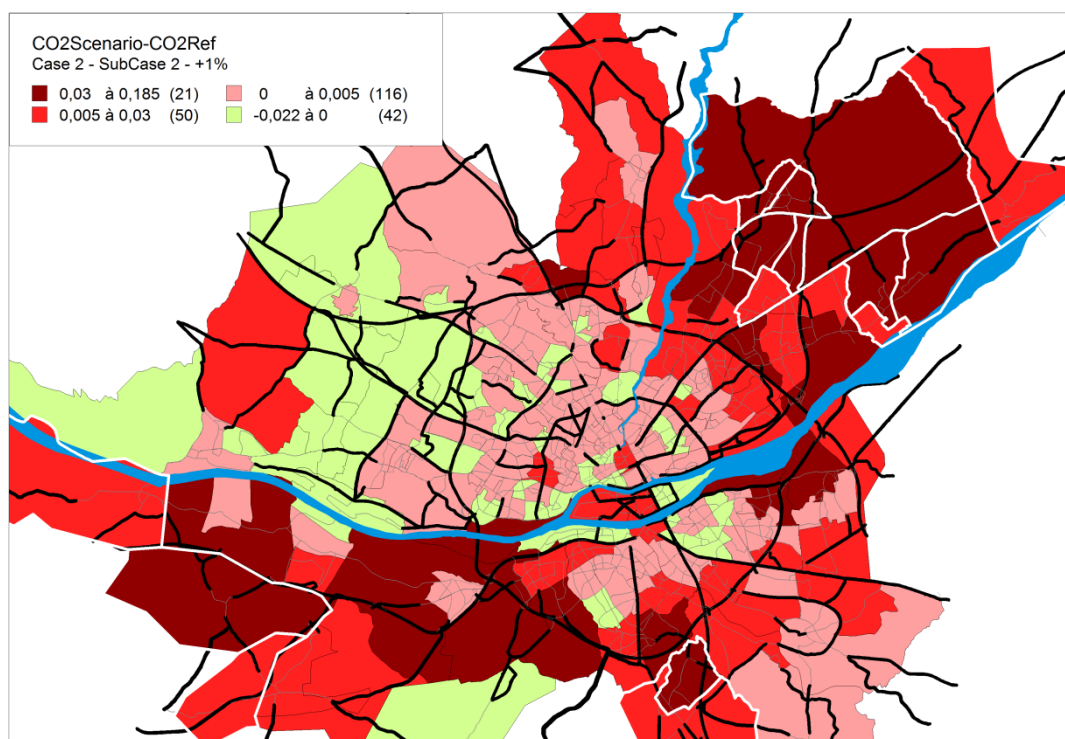 CO2Scenario-CO2Ref
Case 2 - SubCase 2 - +1%
0,03 à 0,185 (21)
0,005 à 0,03 (50)
0 à 0,005 (116)
-0,022 à 0 (42)